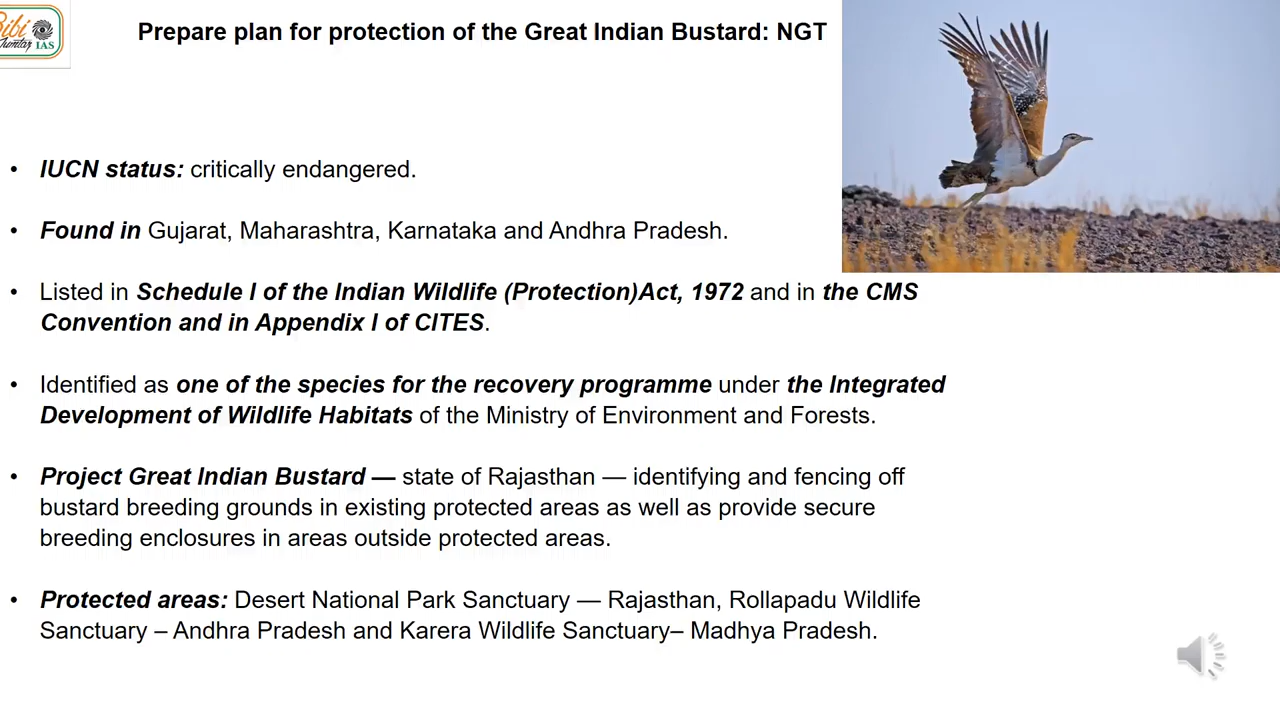 Bibi
Jhuntar IAS
Prepare plan for protection of the Great Indian Bustard: NGT
• IUCN status: critically endangered.
• Found in Gujarat, Maharashtra, Karnataka and Andhra Pradesh.
• Listed in Schedule I of the Indian Wildlife (Protection)Act, 1972 and in the CMS
Convention and in Appendix I of CITES.
• Identified as one of the species for the recovery programme under the Integrated
Development of Wildlife Habitats of the Ministry of Environment and Forests.
• Project Great Indian Bustard — state of Rajasthan — identifying and fencing off
bustard breeding grounds in existing protected areas as well as provide secure
breeding enclosures in areas outside protected areas.
• Protected areas: Desert National Park Sanctuary — Rajasthan, Rollapadu Wildlife
Sanctuary – Andhra Pradesh and Karera Wildlife Sanctuary– Madhya Pradesh.